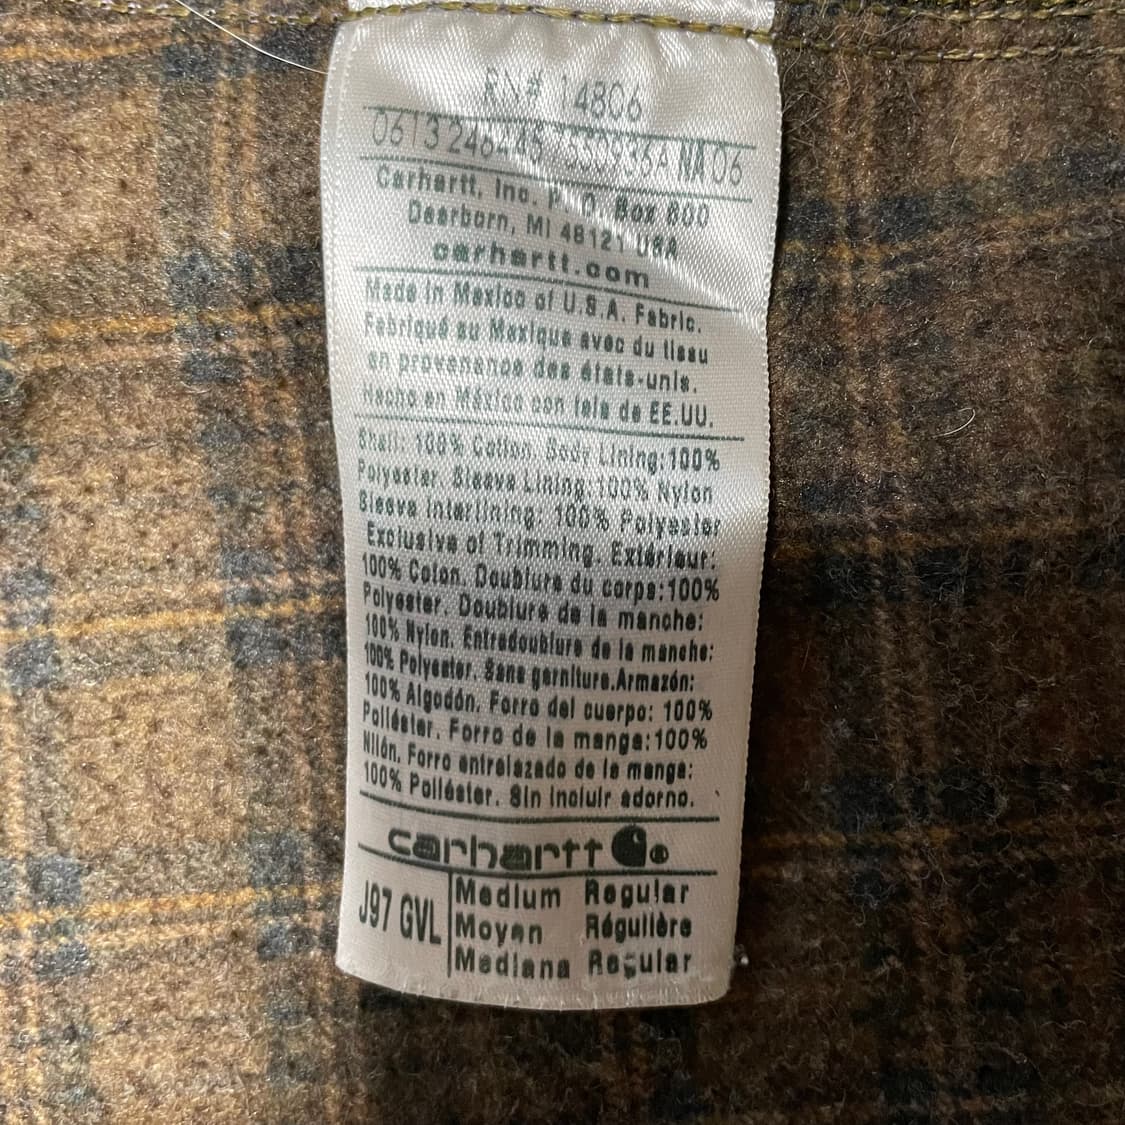 RN# 14806
0613 246445 NA 06
Carhartt, Inc. P.O. Box 600
Dearborn, MI 48121 USA
carhartt.com
Made in Mexico of U.S.A. Fabric.
Fabriqué au Mexique avec du tissu
en provenance des états-unis.
Hecho en México con tela de EE.UU.
Shell: 100% Cotton. Body Lining:100%
Polyester. Sleeve Lining: 100% Nylon
Sleeve Interlining: 100% Polyester
Exclusive of Trimming. Extérieur:
100% Coton. Doublure du corps:100%
Polyester. Doublure de la manche:
100% Nylon. Entredoublure de la manche:
100% Polyester. Sans garniture.Armazón:
100% Algodón. Forro del cuerpo: 100%
Poliéster. Forro de la manga:100%
Nilón. Forro entrelazado de la manga:
100% Poliéster. Sin incluir adorno.
carhartt ®
J97 GVL
Medium Regular
Moyen Régulière
Mediana Regular